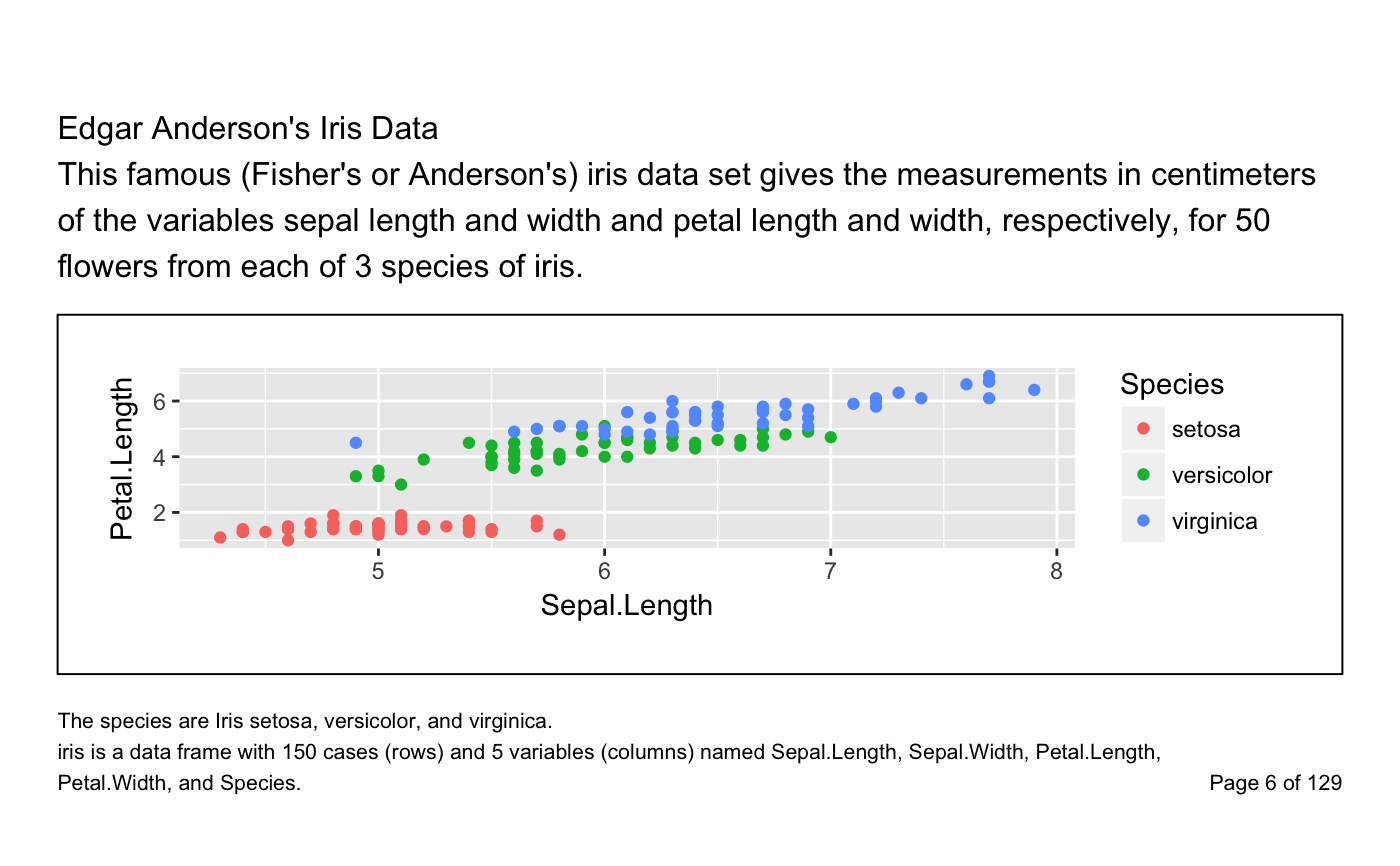 Edgar Anderson's Iris Data
This famous (Fisher's or Anderson's) iris data set gives the measurements in centimeters
of the variables sepal length and width and petal length and width, respectively, for 50
flowers from each of 3 species of iris.
Petal.Length
6
4
2
5
6
7
8
Sepal.Length
Species
setosa
versicolor
virginica
The species are Iris setosa, versicolor, and virginica.
iris is a data frame with 150 cases (rows) and 5 variables (columns) named Sepal.Length, Sepal.Width, Petal.Length,
Petal.Width, and Species.
Page 6 of 129